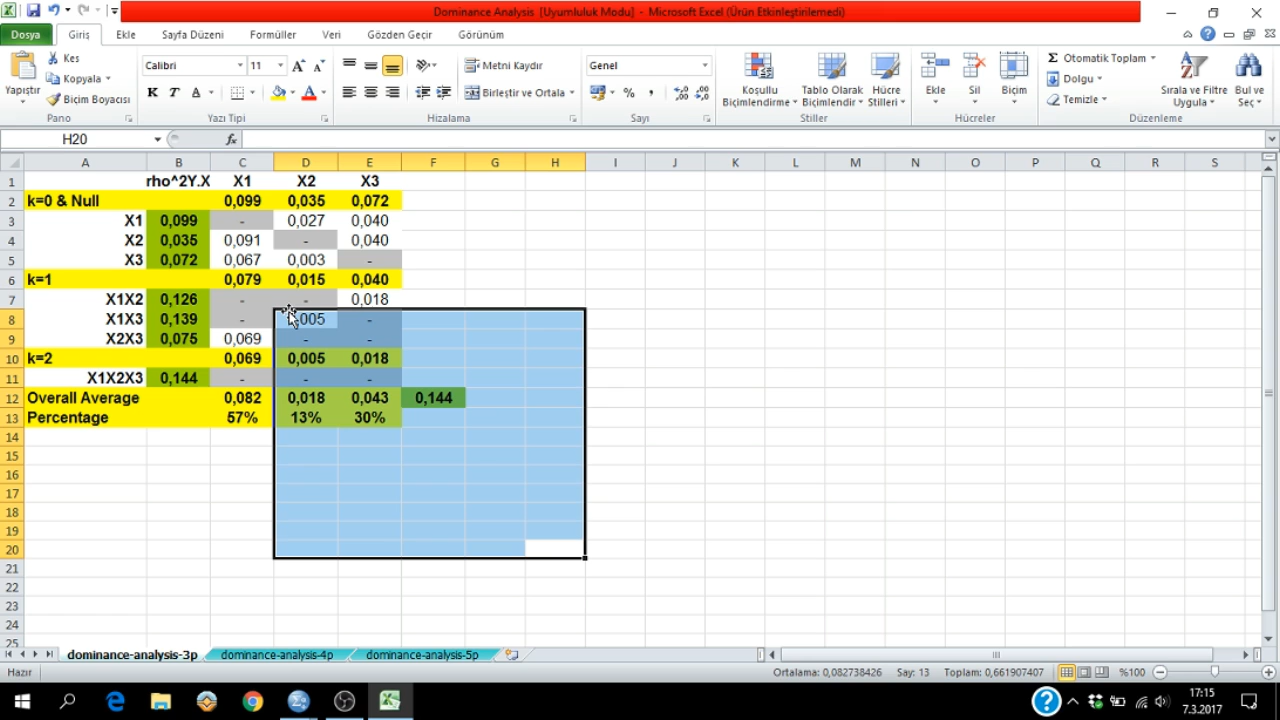 Dominance Analysis [Uyumluluk Modu] - Microsoft Excel (Ürün Etkinleştirilemedi)
Dosya Giriş Ekle Sayfa Düzeni Formüller Veri Gözden Geçir Görünüm
Yapıştır
Kes
Kopyala
Biçim Boyacısı
Pano
Calibri 11
K T A
Yazı Tipi
Metni Kaydır
Birleştir ve Ortala
Hizalama
Genel
% ,
Sayı
Koşullu Biçimlendirme
Tablo Olarak Biçimlendir
Hücre Stilleri
Stiller
Ekle Sil Biçim
Hücreler
Σ Otomatik Toplam
Dolgu
Temizle
Sırala ve Filtre Uygula
Bul ve Seç
Düzenleme
H20 fx
A B C D E F G H I J K L M N O P Q R S
1 rho^2Y.X X1 X2 X3
2 k=0 & Null 0,099 0,035 0,072
3 X1 0,099 - 0,027 0,040
4 X2 0,035 0,091 - 0,040
5 X3 0,072 0,067 0,003 -
6 k=1 0,079 0,015 0,040
7 X1X2 0,126 - - 0,018
8 X1X3 0,139 - 0,005 -
9 X2X3 0,075 0,069 - -
10 k=2 0,069 0,005 0,018
11 X1X2X3 0,144 - - -
12 Overall Average 0,082 0,018 0,043 0,144
13 Percentage 57% 13% 30%
14
15
16
17
18
19
20
21
22
23
24
25
dominance-analysis-3p dominance-analysis-4p dominance-analysis-5p
Hazır Ortalama: 0,082738426 Say: 13 Toplam: 0,661907407 %100
17:15
7.3.2017